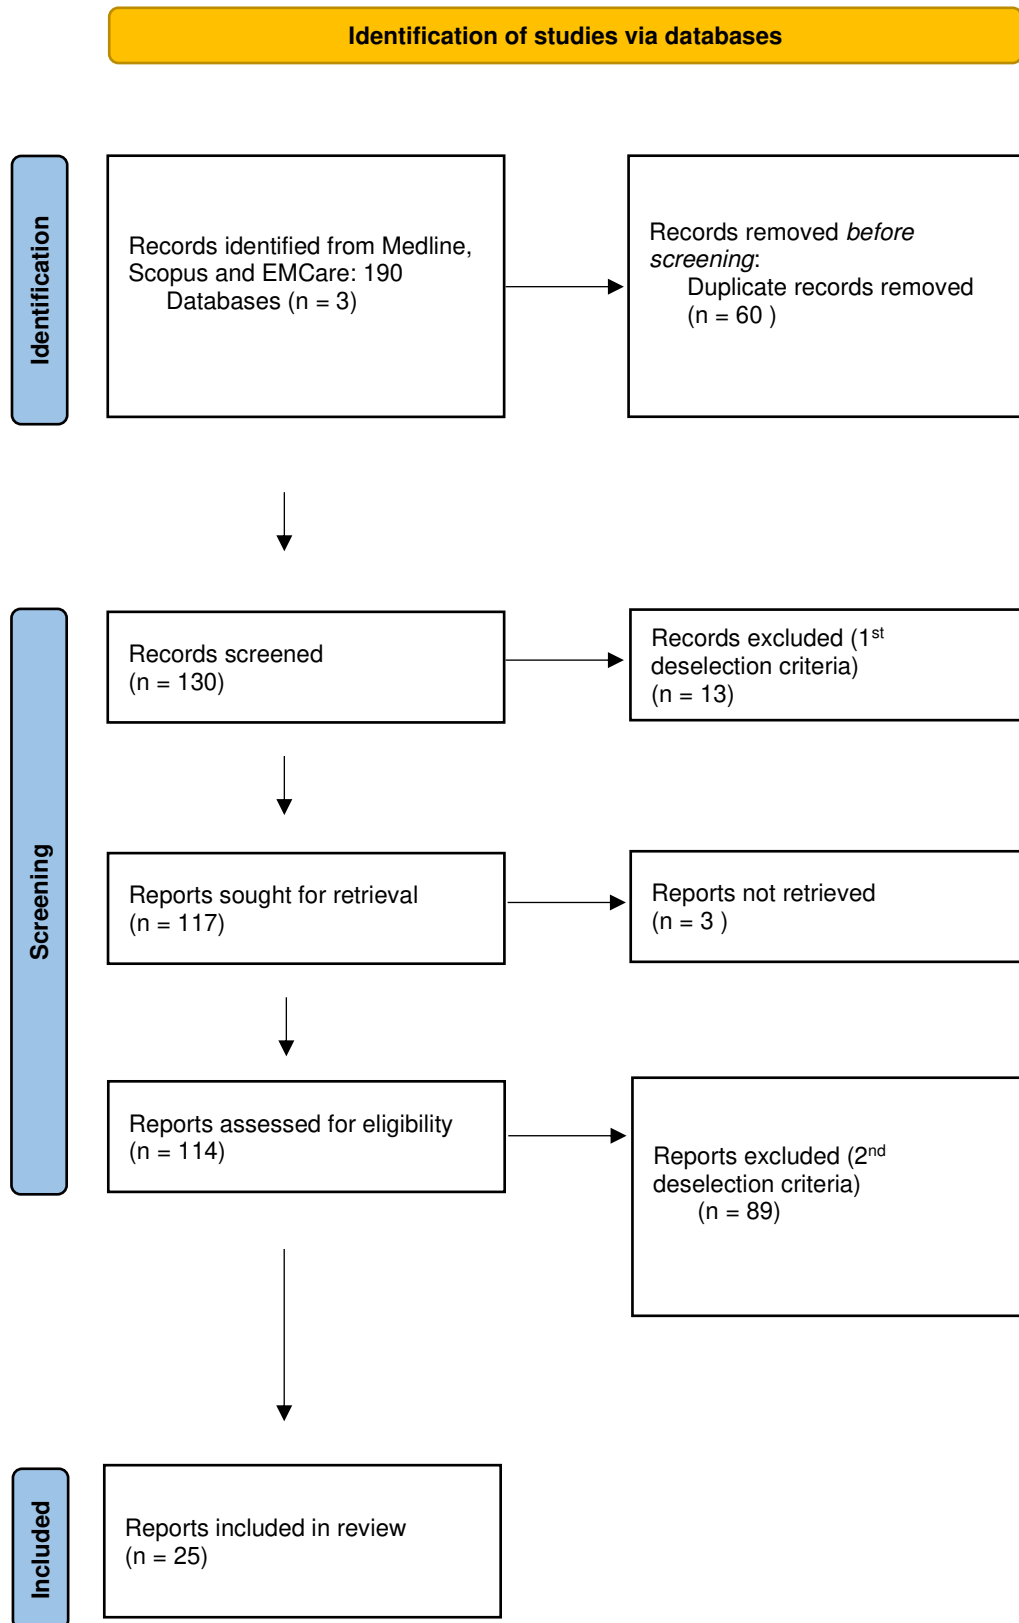 Identification of studies via databases
Identification
Records identified from Medline,
Scopus and EMCare: 190
Databases (n = 3)
Records removed before
screening:
Duplicate records removed
(n = 60 )
Screening
Records screened
(n = 130)
Records excluded (1st
deselection criteria)
(n = 13)
Reports sought for retrieval
(n = 117)
Reports not retrieved
(n = 3 )
Reports assessed for eligibility
(n = 114)
Reports excluded (2nd
deselection criteria)
(n = 89)
Included
Reports included in review
(n = 25)